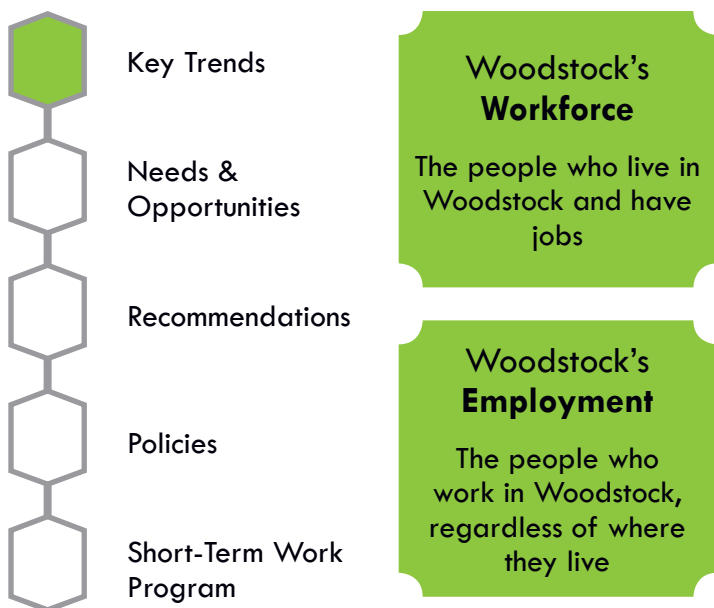 Key Trends
Needs &
Opportunities
Recommendations
Policies
Short-Term Work
Program
Woodstock’s
Workforce
The people who live in
Woodstock and have
jobs
Woodstock’s
Employment
The people who
work in Woodstock,
regardless of where
they live